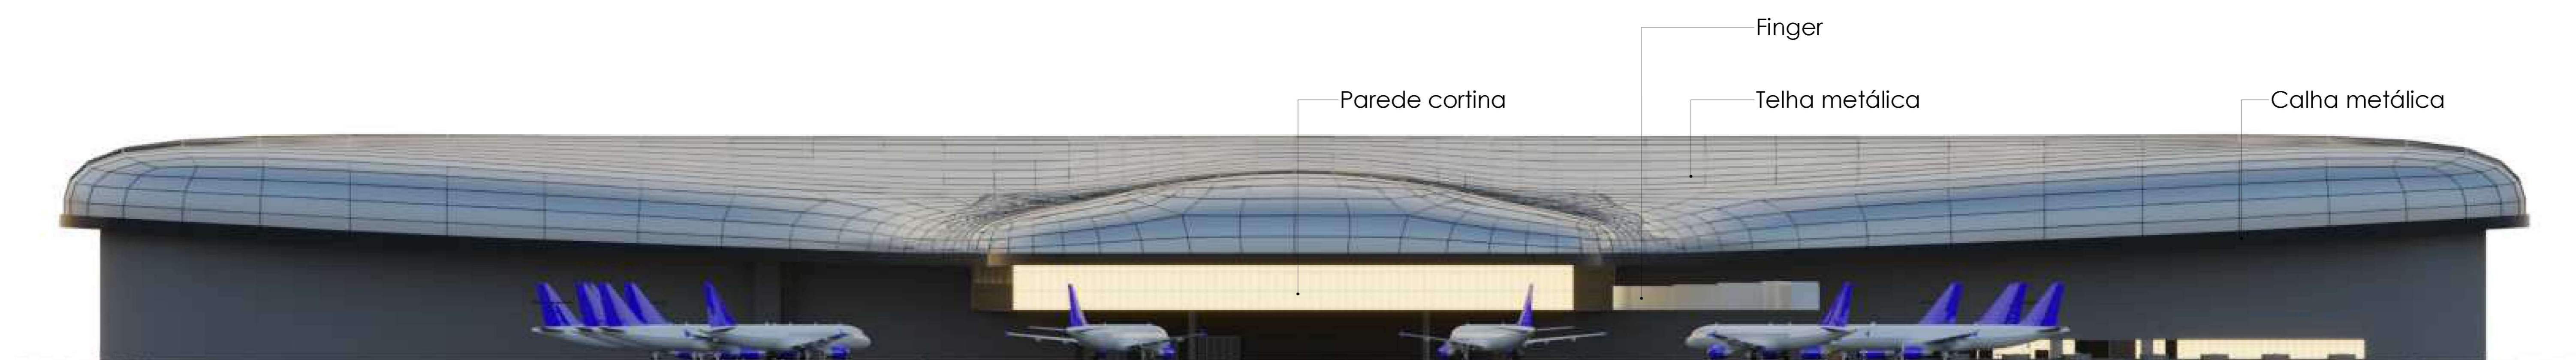 Finger
Parede cortina
Telha metálica
Calha metálica